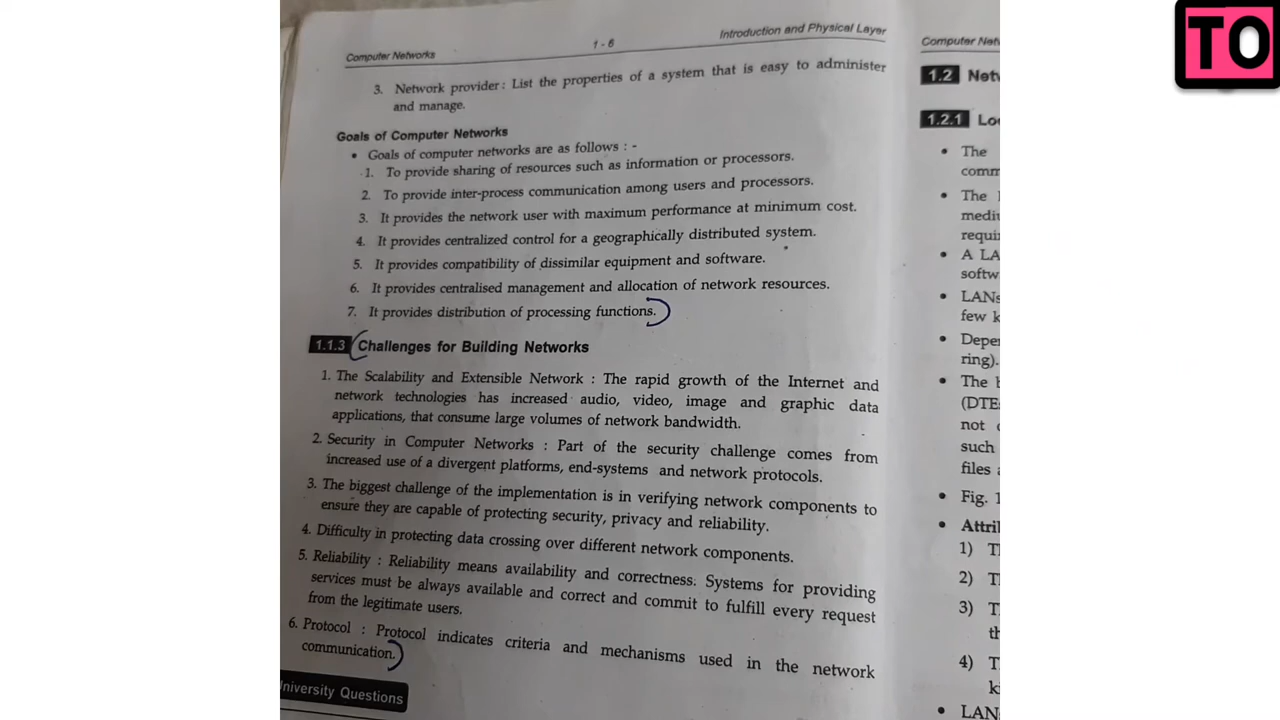 Computer Networks
1 - 6
Introduction and Physical Layer
3. Network provider : List the properties of a system that is easy to administer
and manage.
Goals of Computer Networks
• Goals of computer networks are as follows : -
1. To provide sharing of resources such as information or processors.
2. To provide inter-process communication among users and processors.
3. It provides the network user with maximum performance at minimum cost.
4. It provides centralized control for a geographically distributed system.
5. It provides compatibility of dissimilar equipment and software.
6. It provides centralised management and allocation of network resources.
7. It provides distribution of processing functions.
1.1.3 Challenges for Building Networks
1. The Scalability and Extensible Network : The rapid growth of the Internet and
network technologies has increased audio, video, image and graphic data
applications, that consume large volumes of network bandwidth.
2. Security in Computer Networks : Part of the security challenge comes from
increased use of a divergent platforms, end-systems and network protocols.
3. The biggest challenge of the implementation is in verifying network components to
ensure they are capable of protecting security, privacy and reliability.
4. Difficulty in protecting data crossing over different network components.
5. Reliability : Reliability means availability and correctness. Systems for providing
services must be always available and correct and commit to fulfill every request
from the legitimate users.
6. Protocol : Protocol indicates criteria and mechanisms used in the network
communication.
University Questions
Computer Net
1.2 Net
1.2.1 Lo
• The
comm
• The
medi
requi
• A LA
softw
• LANs
few k
• Depe
ring).
• The
(DTE
not
such
files
• Fig. 1
• Attri
1) T
2) T
3) T
th
4) T
ki
• LAN
TO